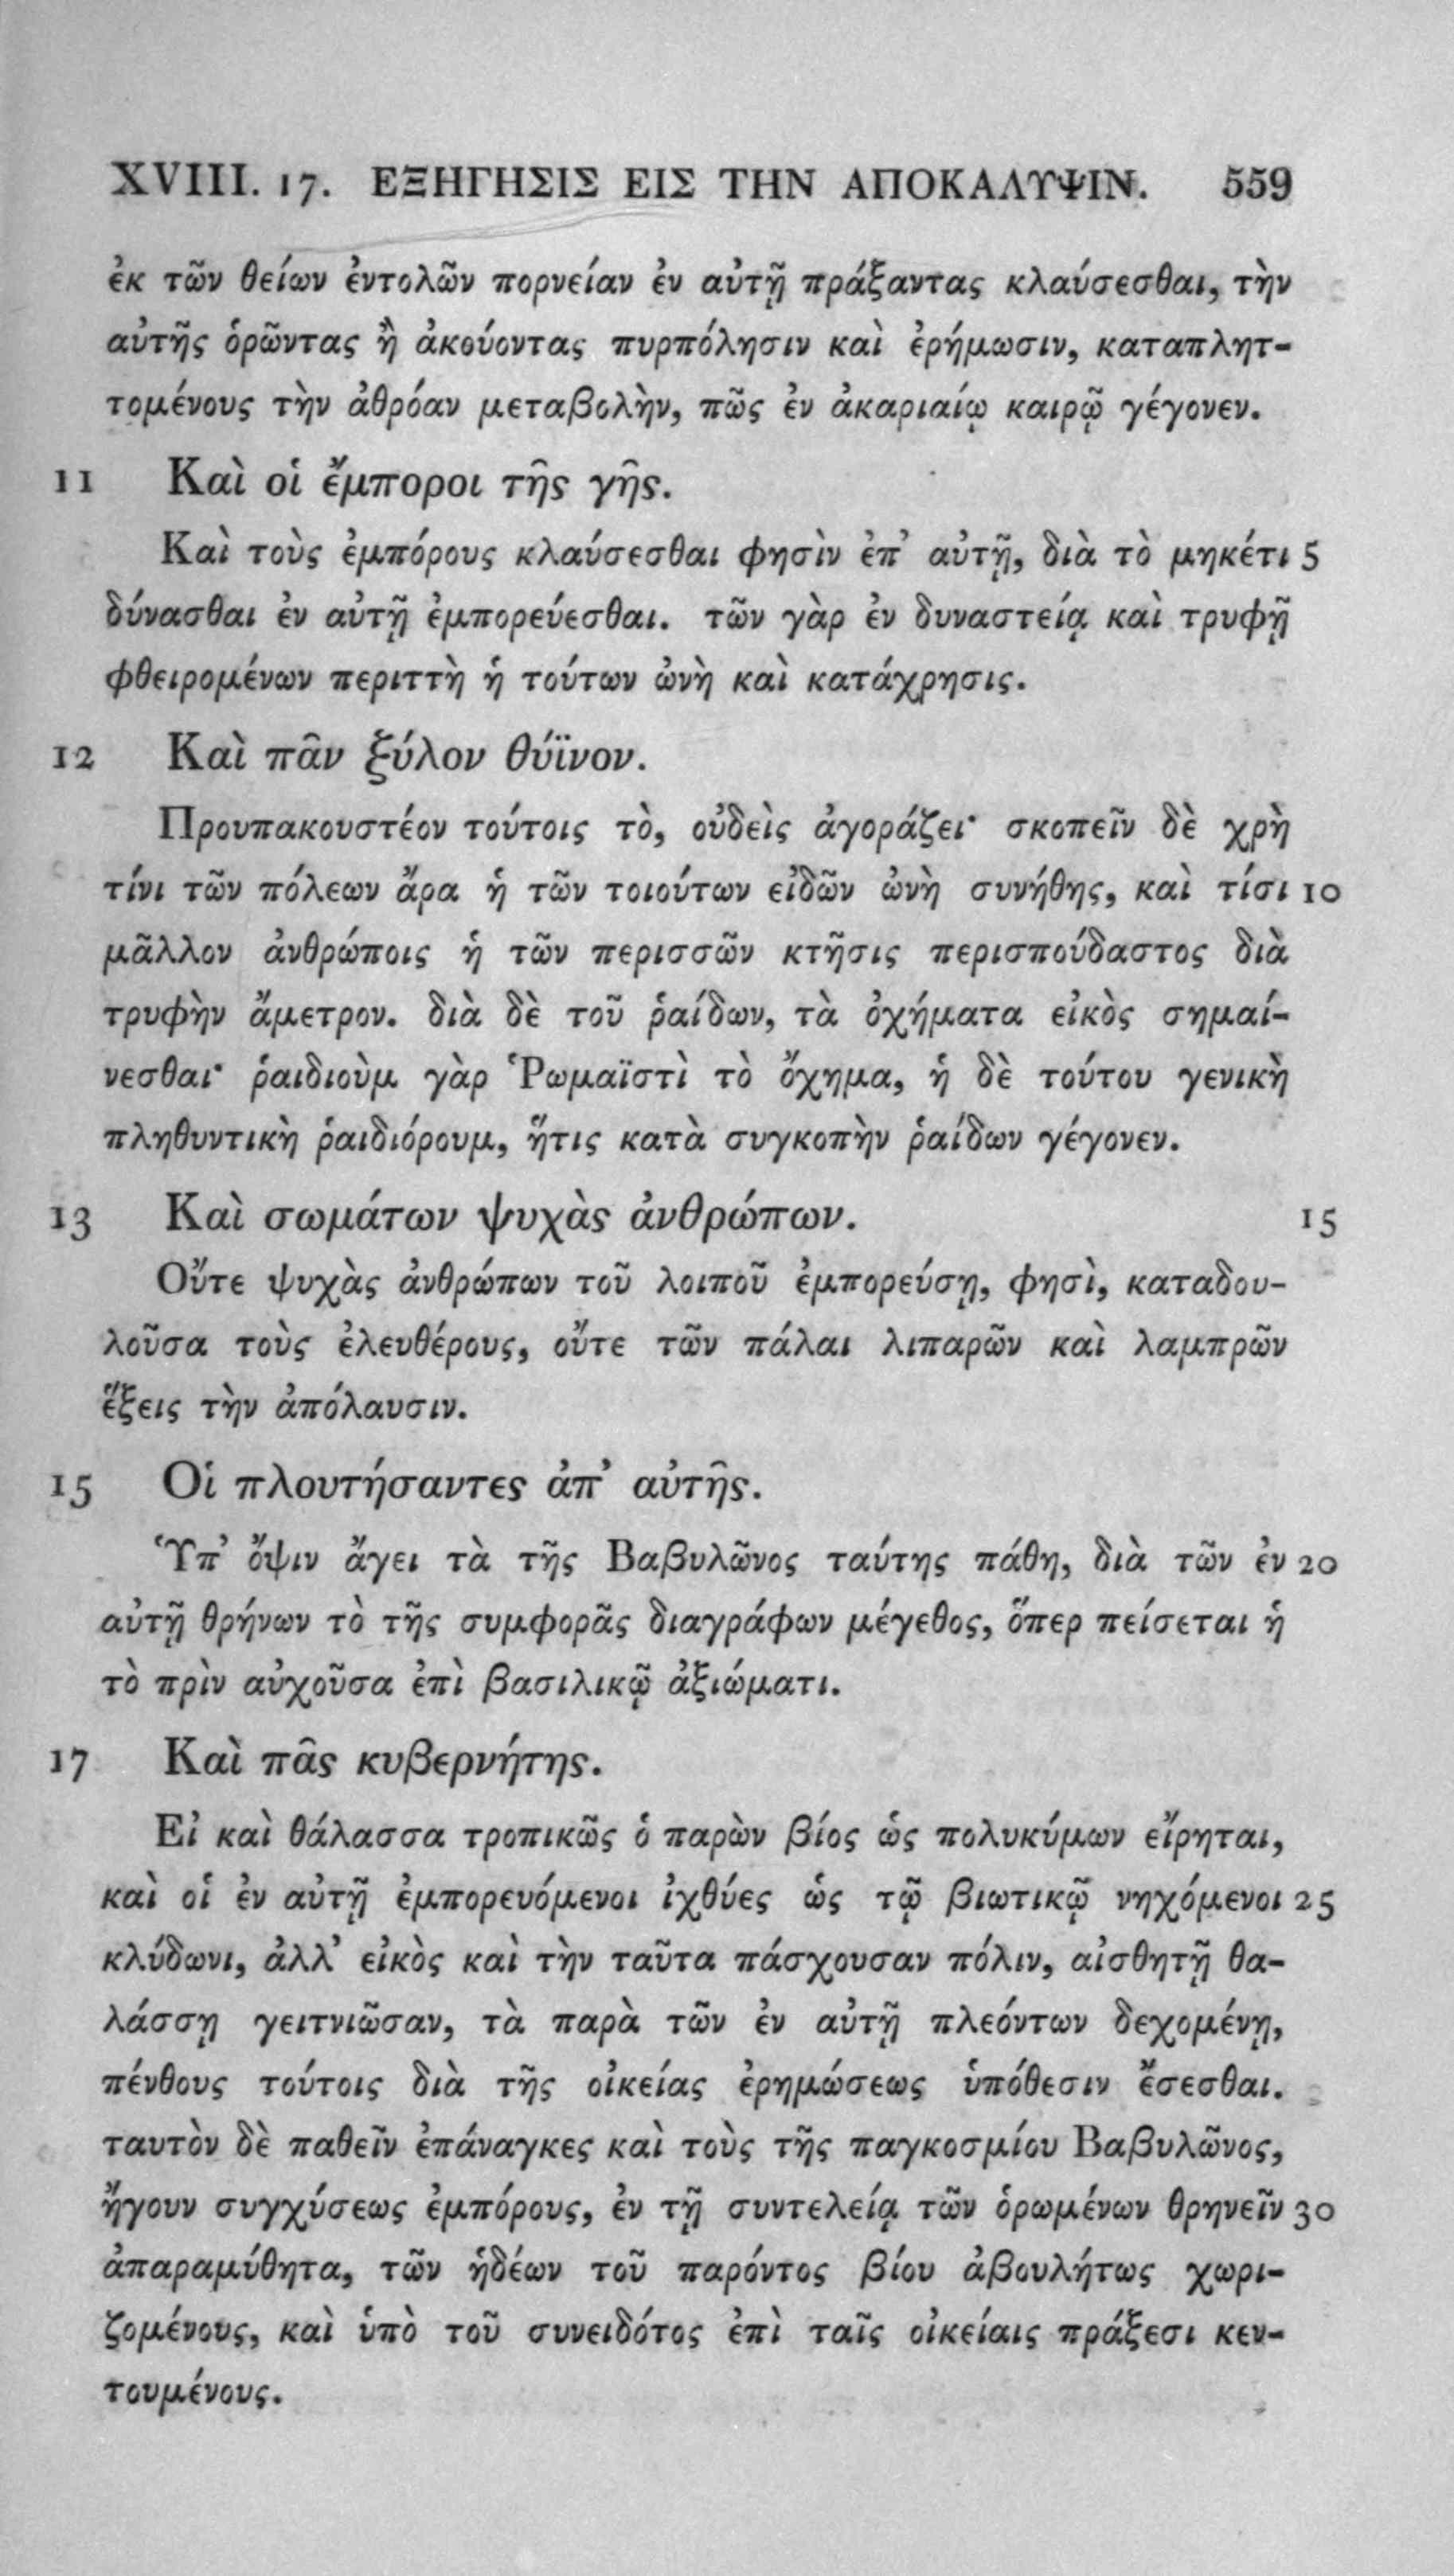 XVIII. 17. ΕΞΗΓΗΣΙΣ ΕΙΣ ΤΗΝ ΑΠΟΚΑΛΥΨΙΝ. 559
ἐκ τῶν θείων ἐντολῶν πορνείαν ἐν αὐτῇ πράξαντας κλαύσεσθαι, τὴν
αὐτῆς ὁρῶντας ἢ ἀκούοντας πυρπόλησιν καὶ ἐρήμωσιν, καταπλητ-
τομένους τὴν ἀθρόαν μεταβολὴν, πῶς ἐν ἀκαριαίῳ καιρῷ γέγονεν.
11 Καὶ οἱ ἔμποροι τῆς γῆς.
Καὶ τοὺς ἐμπόρους κλαύσεσθαι φησὶν ἐπ’ αὐτῇ, διὰ τὸ μηκέτι 5
δύνασθαι ἐν αὐτῇ ἐμπορεύεσθαι. τῶν γὰρ ἐν δυναστείᾳ καὶ τρυφῇ
φθειρομένων περιττὴ ἡ τούτων ὠνὴ καὶ κατάχρησις.
12 Καὶ πᾶν ξύλον θύϊνον.
Προυπακουστέον τούτοις τὸ, οὐδεὶς ἀγοράζει· σκοπεῖν δὲ χρὴ
τίνι τῶν πόλεων ἄρα ἡ τῶν τοιούτων εἰδῶν ὠνὴ συνήθης, καὶ τίσι 10
μᾶλλον ἀνθρώποις ἡ τῶν περισσῶν κτῆσις περισπούδαστος διὰ
τρυφὴν ἄμετρον. διὰ δὲ τοῦ ῥαίδων, τὰ ὀχήματα εἰκὸς σημαί-
νεσθαι· ῥαιδιοὺμ γὰρ Ῥωμαϊστὶ τὸ ὄχημα, ἡ δὲ τούτου γενικὴ
πληθυντικὴ ῥαιδιόρουμ, ἥτις κατὰ συγκοπὴν ῥαίδων γέγονεν.
13 Καὶ σωμάτων ψυχὰς ἀνθρώπων. 15
Οὔτε ψυχὰς ἀνθρώπων τοῦ λοιποῦ ἐμπορεύσῃ, φησὶ, καταδου-
λοῦσα τοὺς ἐλευθέρους, οὔτε τῶν πάλαι λιπαρῶν καὶ λαμπρῶν
ἕξεις τὴν ἀπόλαυσιν.
15 Οἱ πλουτήσαντες ἀπ’ αὐτῆς.
Ὑπ’ ὄψιν ἄγει τὰ τῆς Βαβυλῶνος ταύτης πάθη, διὰ τῶν ἐν 20
αὐτῇ θρήνων τὸ τῆς συμφορᾶς διαγράφων μέγεθος, ὅπερ πείσεται ἡ
τὸ πρὶν αὐχοῦσα ἐπὶ βασιλικῷ ἀξιώματι.
17 Καὶ πᾶς κυβερνήτης.
Εἰ καὶ θάλασσα τροπικῶς ὁ παρὼν βίος ὡς πολυκύμων εἴρηται,
καὶ οἱ ἐν αὐτῇ ἐμπορευόμενοι ἰχθύες ὡς τῷ βιωτικῷ νηχόμενοι 25
κλύδωνι, ἀλλ’ εἰκὸς καὶ τὴν ταῦτα πάσχουσαν πόλιν, αἰσθητῇ θα-
λάσσῃ γειτνιῶσαν, τὰ παρὰ τῶν ἐν αὐτῇ πλεόντων δεχομένῃ,
πένθους τούτοις διὰ τῆς οἰκείας ἐρημώσεως ὑπόθεσιν ἔσεσθαι.
ταυτὸν δὲ παθεῖν ἐπάναγκες καὶ τοὺς τῆς παγκοσμίου Βαβυλῶνος,
ἤγουν συγχύσεως ἐμπόρους, ἐν τῇ συντελείᾳ τῶν ὁρωμένων θρηνεῖν 30
ἀπαραμύθητα, τῶν ἡδέων τοῦ παρόντος βίου ἀβουλήτως χωρι-
ζομένους, καὶ ὑπὸ τοῦ συνειδότος ἐπὶ ταῖς οἰκείαις πράξεσι κεν-
τουμένους.